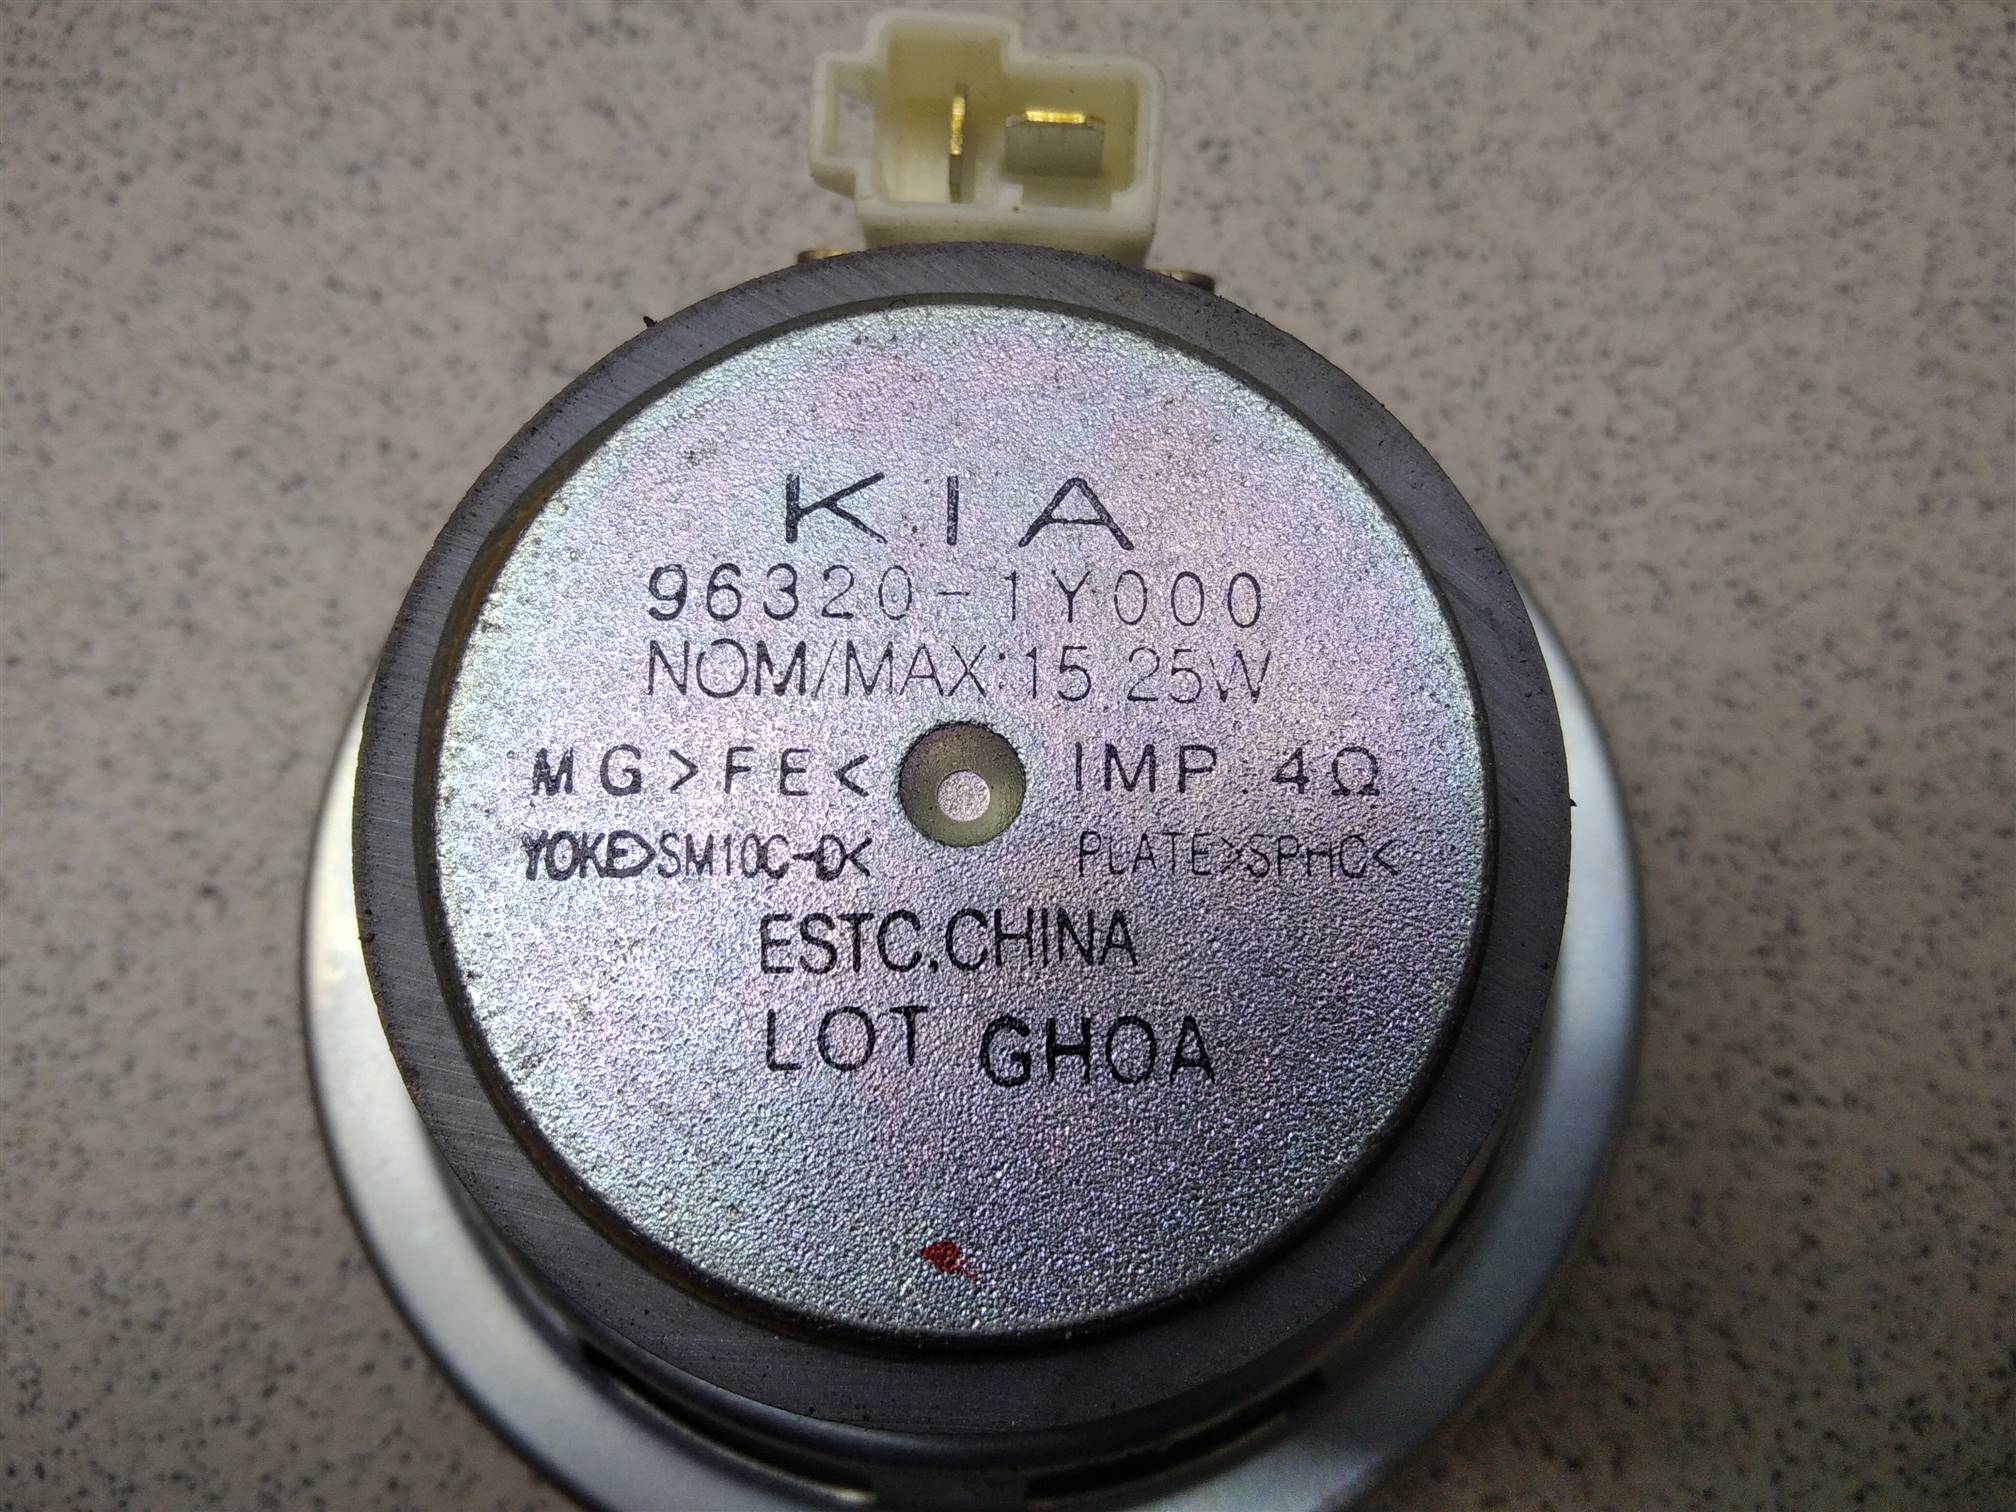 KIA
96320-1Y000
NOM/MAX:15 25W
MG>FE< IMP. 4Ω
YOKE>SM10C-D< PLATE>SPHC<
ESTC.CHINA
LOT GHOA